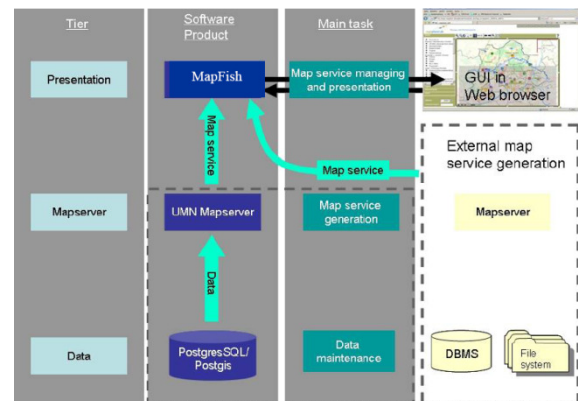 Tier
Software
Product
Main task
Presentation
MapFish
Map service managing
and presentation
GUI in
Web browser
Map service
Map service
External map
service generation
Mapserver
UMN Mapserver
Map service
generation
Mapserver
Data
Data
PostgresSQL/
Postgis
Data
maintenance
DBMS
File
system